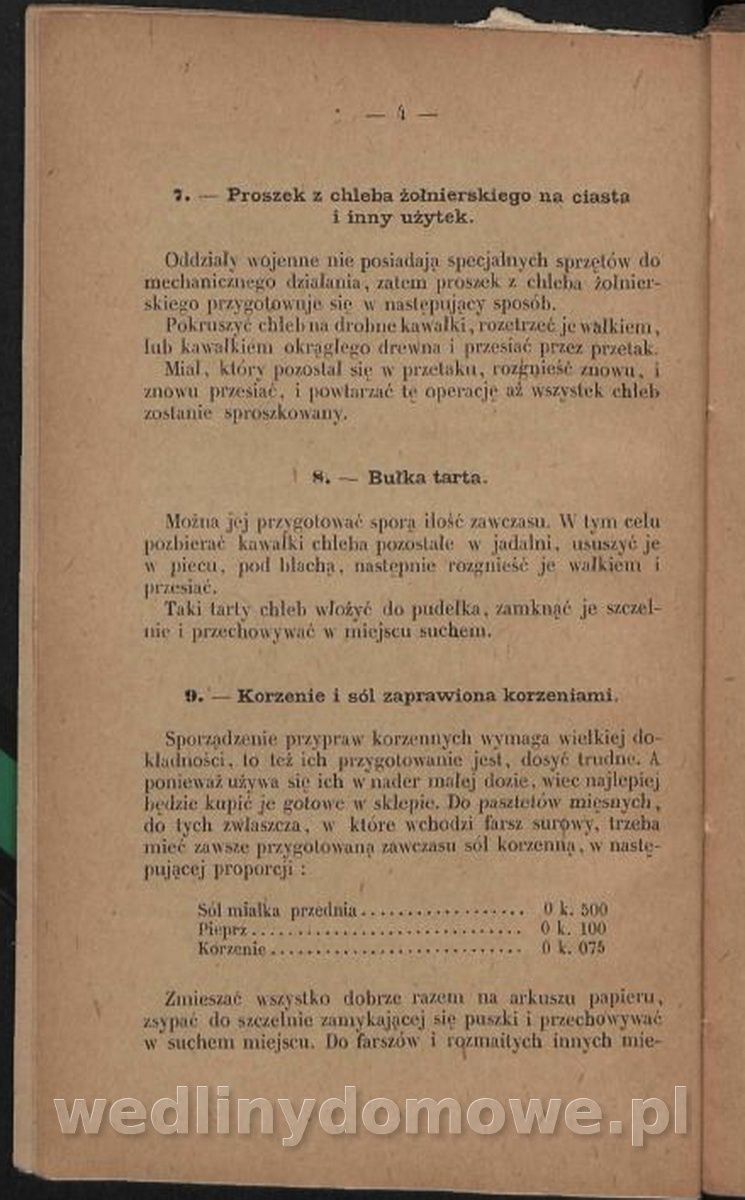 — 4 —
7. — Proszek z chleba żołnierskiego na ciasta
i inny użytek.
Oddziały wojenne nie posiadają specjalnych sprzętów do
mechanicznego działania, zatem proszek z chleba żołnier-
skiego przygotowuje się w następujący sposób.
Pokruszyć chleb na drobne kawałki, rozetrzeć je wałkiem,
lub kawałkiem okrągłego drewna i przesiać przez przetak.
Miał, który pozostał się w przetaku, rozgnieść znowu, i
znowu przesiać, i powtarzać tę operację aż wszystek chleb
zostanie sproszkowany.
8. — Bułka tarta.
Można jej przygotować sporą ilość zawczasu. W tym celu
pozbierać kawałki chleba pozostałe w jadalni, ususzyć je
w piecu, pod blachą, następnie rozgnieść je wałkiem i
przesiać.
Taki tarty chleb włożyć do pudełka, zamknąć je szczel-
nie i przechowywać w miejscu suchem.
9. — Korzenie i sól zaprawiona korzeniami.
Sporządzenie przypraw korzennych wymaga wielkiej do-
kładności, to też ich przygotowanie jest, dosyć trudne. A
ponieważ używa się ich w nader małej dozie, więc najlepiej
będzie kupić je gotowe w sklepie. Do pasztetów mięsnych,
do tych zwłaszcza, w które wchodzi farsz surowy, trzeba
mieć zawsze przygotowaną zawczasu sól korzenną, w nastę-
pującej proporcji :
Sól miałka przednia.................. 0 k. 500
Pieprz.............................. 0 k. 100
Korzenie............................ 0 k. 075
Zmieszać wszystko dobrze razem na arkuszu papieru,
zsypać do szczelnie zamykającej się puszki i przechowywać
w suchem miejscu. Do farszów i rozmaitych innych mię-
wedlinydomowe.pl